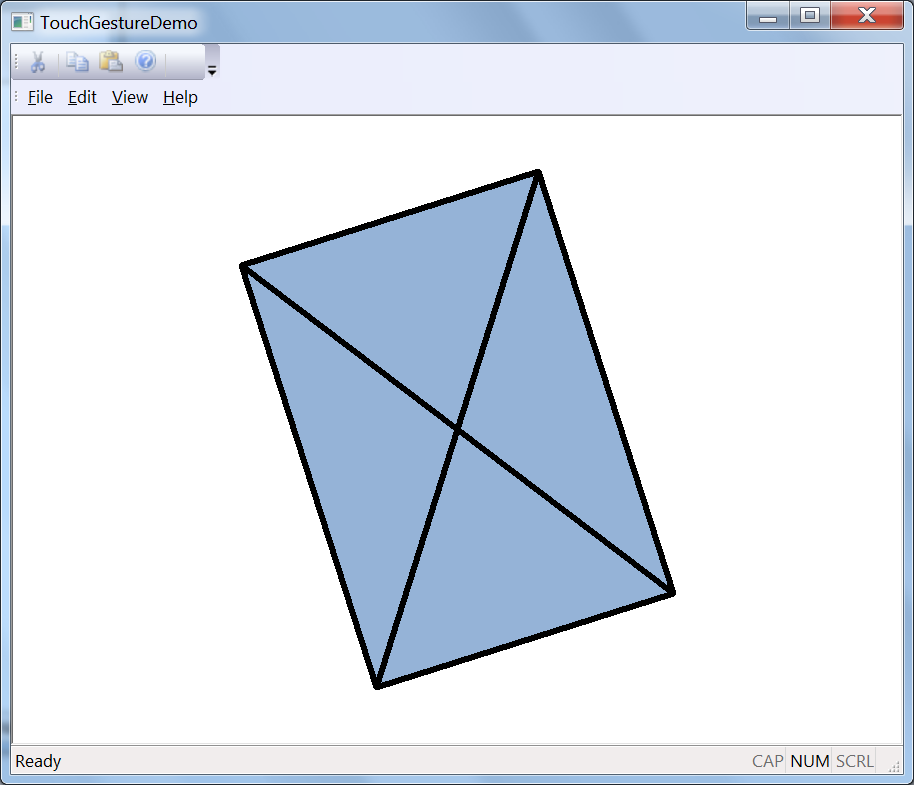 TouchGestureDemo
File Edit View Help
Ready CAP NUM SCRL